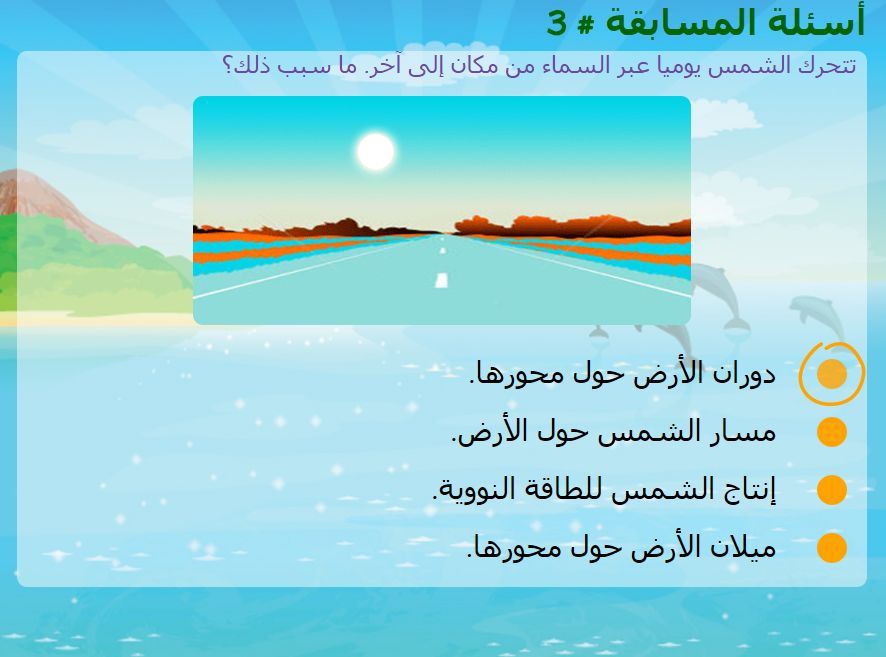 أسئلة المسابقة # 3
تتحرك الشمس يوميا عبر السماء من مكان إلى آخر. ما سبب ذلك؟
دوران الأرض حول محورها.
مسار الشمس حول الأرض.
إنتاج الشمس للطاقة النووية.
ميلان الأرض حول محورها.